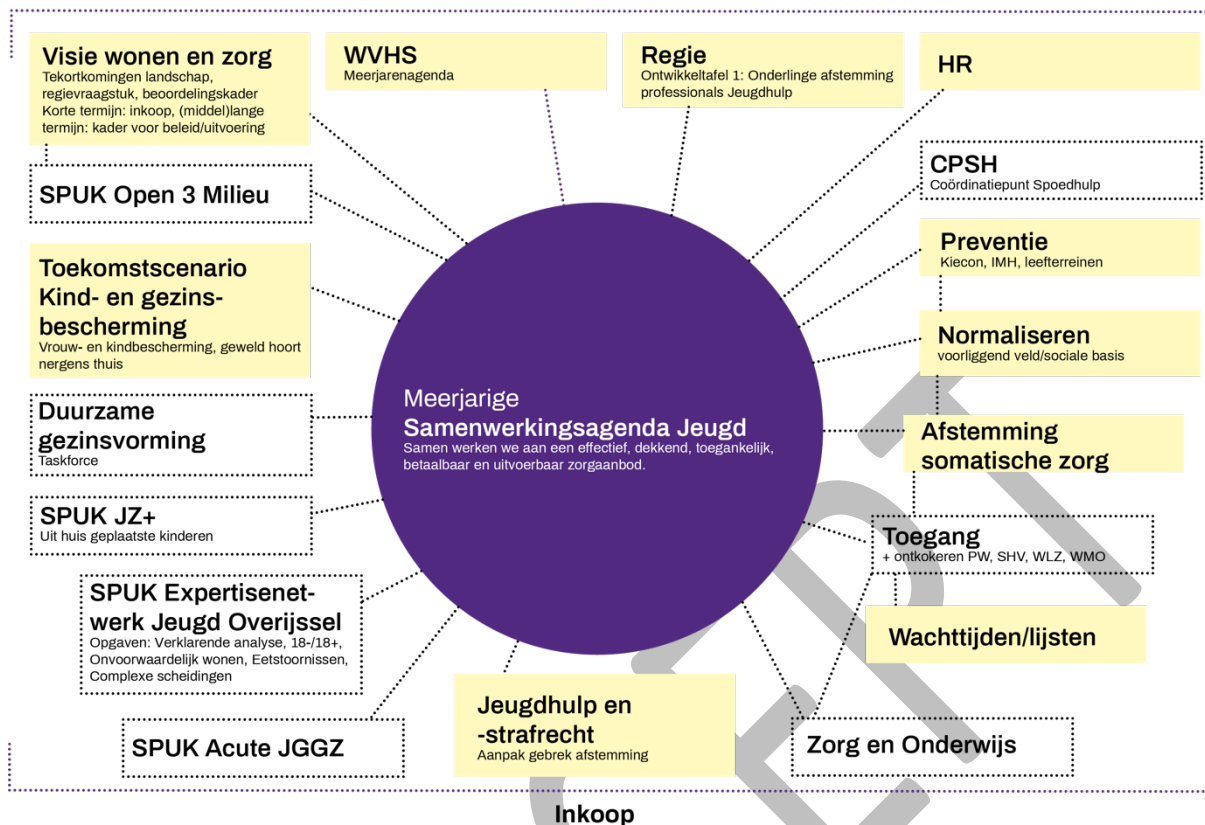 Visie wonen en zorg
Tekortkomingen landschap,
regievraagstuk, beoordelingskader
Korte termijn: inkoop, (middel)lange
termijn: kader voor beleid/uitvoering
WVHS
Meerjarenagenda
Regie
Ontwikkeltafel 1: Onderlinge afstemming
professionals Jeugdhulp
HR
SPUK Open 3 Milieu
CPSH
Coördinatiepunt Spoedhulp
Toekomstscenario
Kind- en gezins-
bescherming
Vrouw- en kindbescherming, geweld hoort
nergens thuis
Preventie
Kiecon, IMH, leefterreinen
Normaliseren
voorliggend veld/sociale basis
Duurzame
gezinsvorming
Taskforce
Meerjarige
Samenwerkingsagenda Jeugd
Samen werken we aan een effectief, dekkend, toegankelijk,
betaalbaar en uitvoerbaar zorgaanbod.
Afstemming
somatische zorg
SPUK JZ+
Uit huis geplaatste kinderen
Toegang
+ ontkokeren PW, SHV, WLZ, WMO
SPUK Expertisenet-
werk Jeugd Overijssel
Opgaven: Verklarende analyse, 18-/18+,
Onvoorwaardelijk wonen, Eetstoornissen,
Complexe scheidingen
Wachttijden/lijsten
SPUK Acute JGGZ
Jeugdhulp en
-strafrecht
Aanpak gebrek afstemming
Zorg en Onderwijs
Inkoop